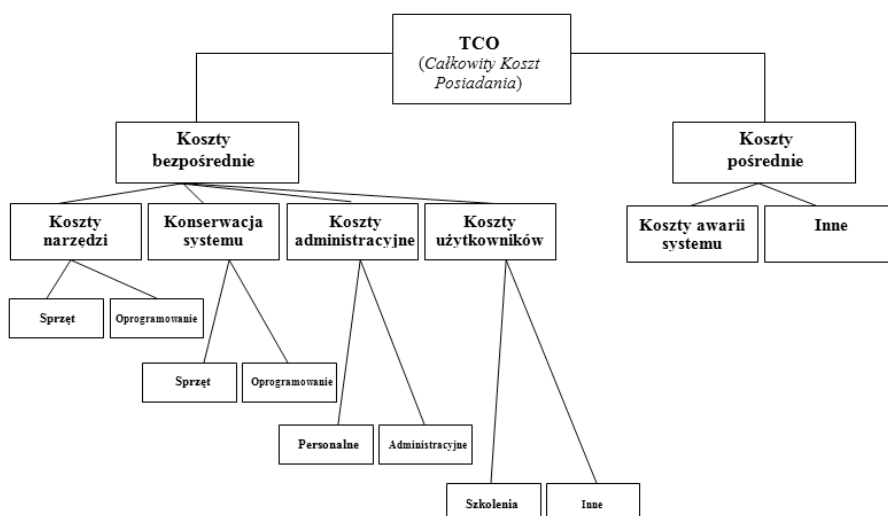 TCO
(Całkowity Koszt
Posiadania)
Koszty
bezpośrednie
Koszty
pośrednie
Koszty
narzędzi
Konserwacja
systemu
Koszty
administracyjne
Koszty
użytkowników
Koszty awarii
systemu
Inne
Sprzęt
Oprogramowanie
Sprzęt
Oprogramowanie
Personalne
Administracyjne
Szkolenia
Inne